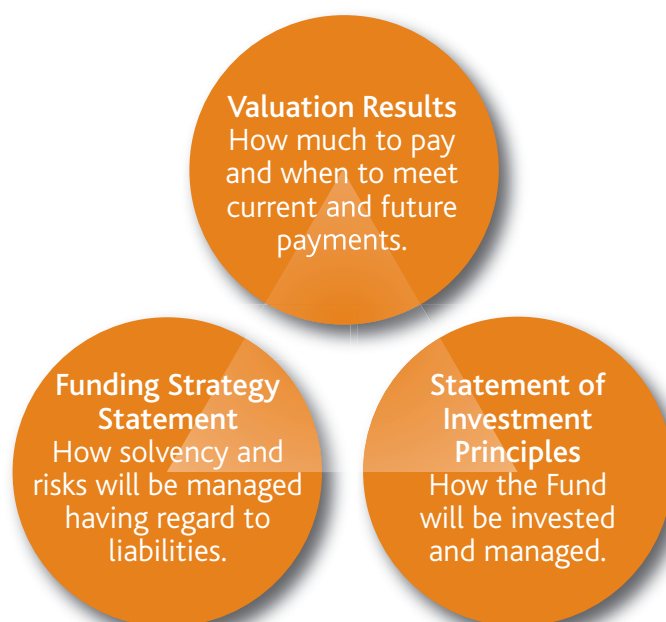 Valuation Results
How much to pay
and when to meet
current and future
payments.
Funding Strategy
Statement
How solvency and
risks will be managed
having regard to
liabilities.
Statement of
Investment
Principles
How the Fund
will be invested
and managed.